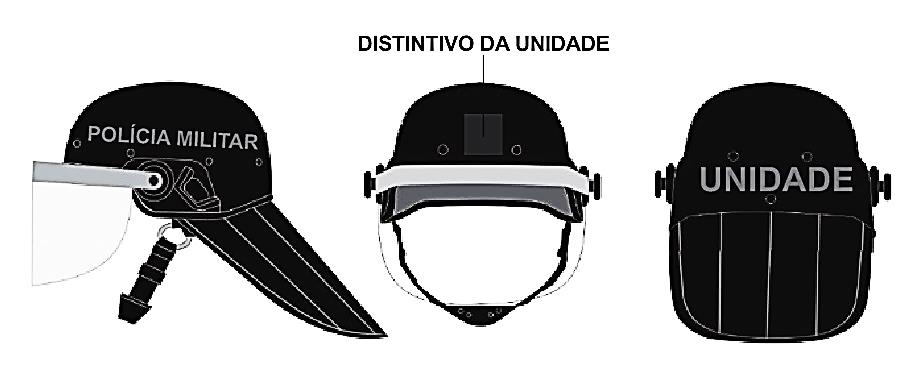 DISTINTIVO DA UNIDADE
POLÍCIA MILITAR
UNIDADE